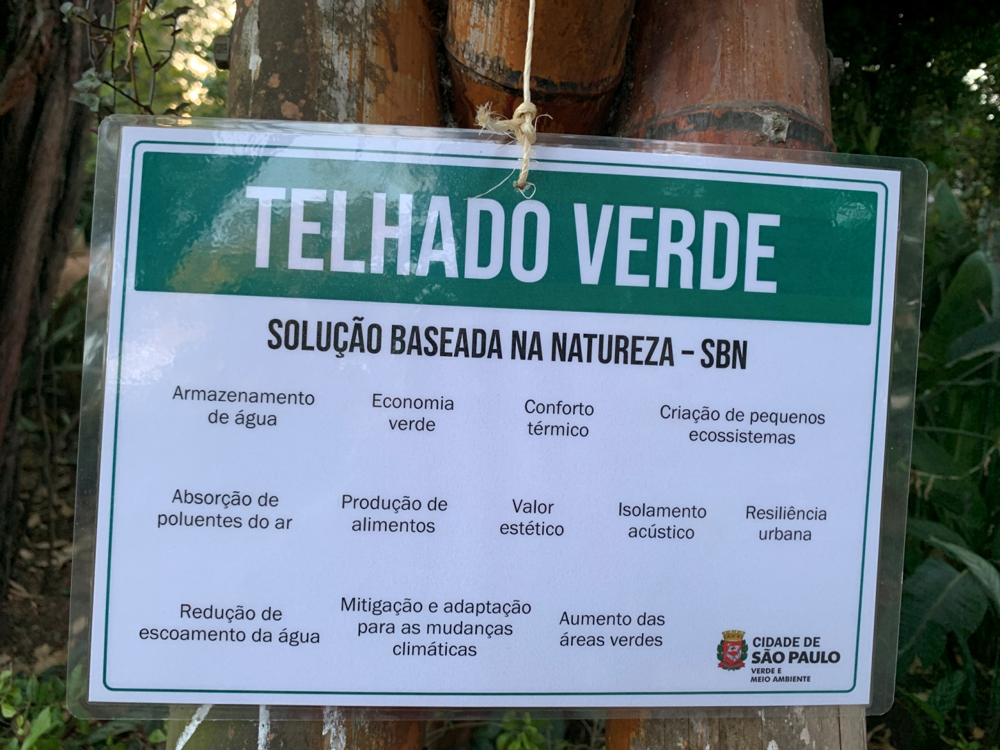 TELHADO VERDE
SOLUÇÃO BASEADA NA NATUREZA – SBN
Armazenamento
de água
Economia
verde
Conforto
térmico
Criação de pequenos
ecossistemas
Absorção de
poluentes do ar
Produção de
alimentos
Valor
estético
Isolamento
acústico
Resiliência
urbana
Redução de
escoamento da água
Mitigação e adaptação
para as mudanças
climáticas
Aumento das
áreas verdes
CIDADE DE
SÃO PAULO
VERDE E
MEIO AMBIENTE